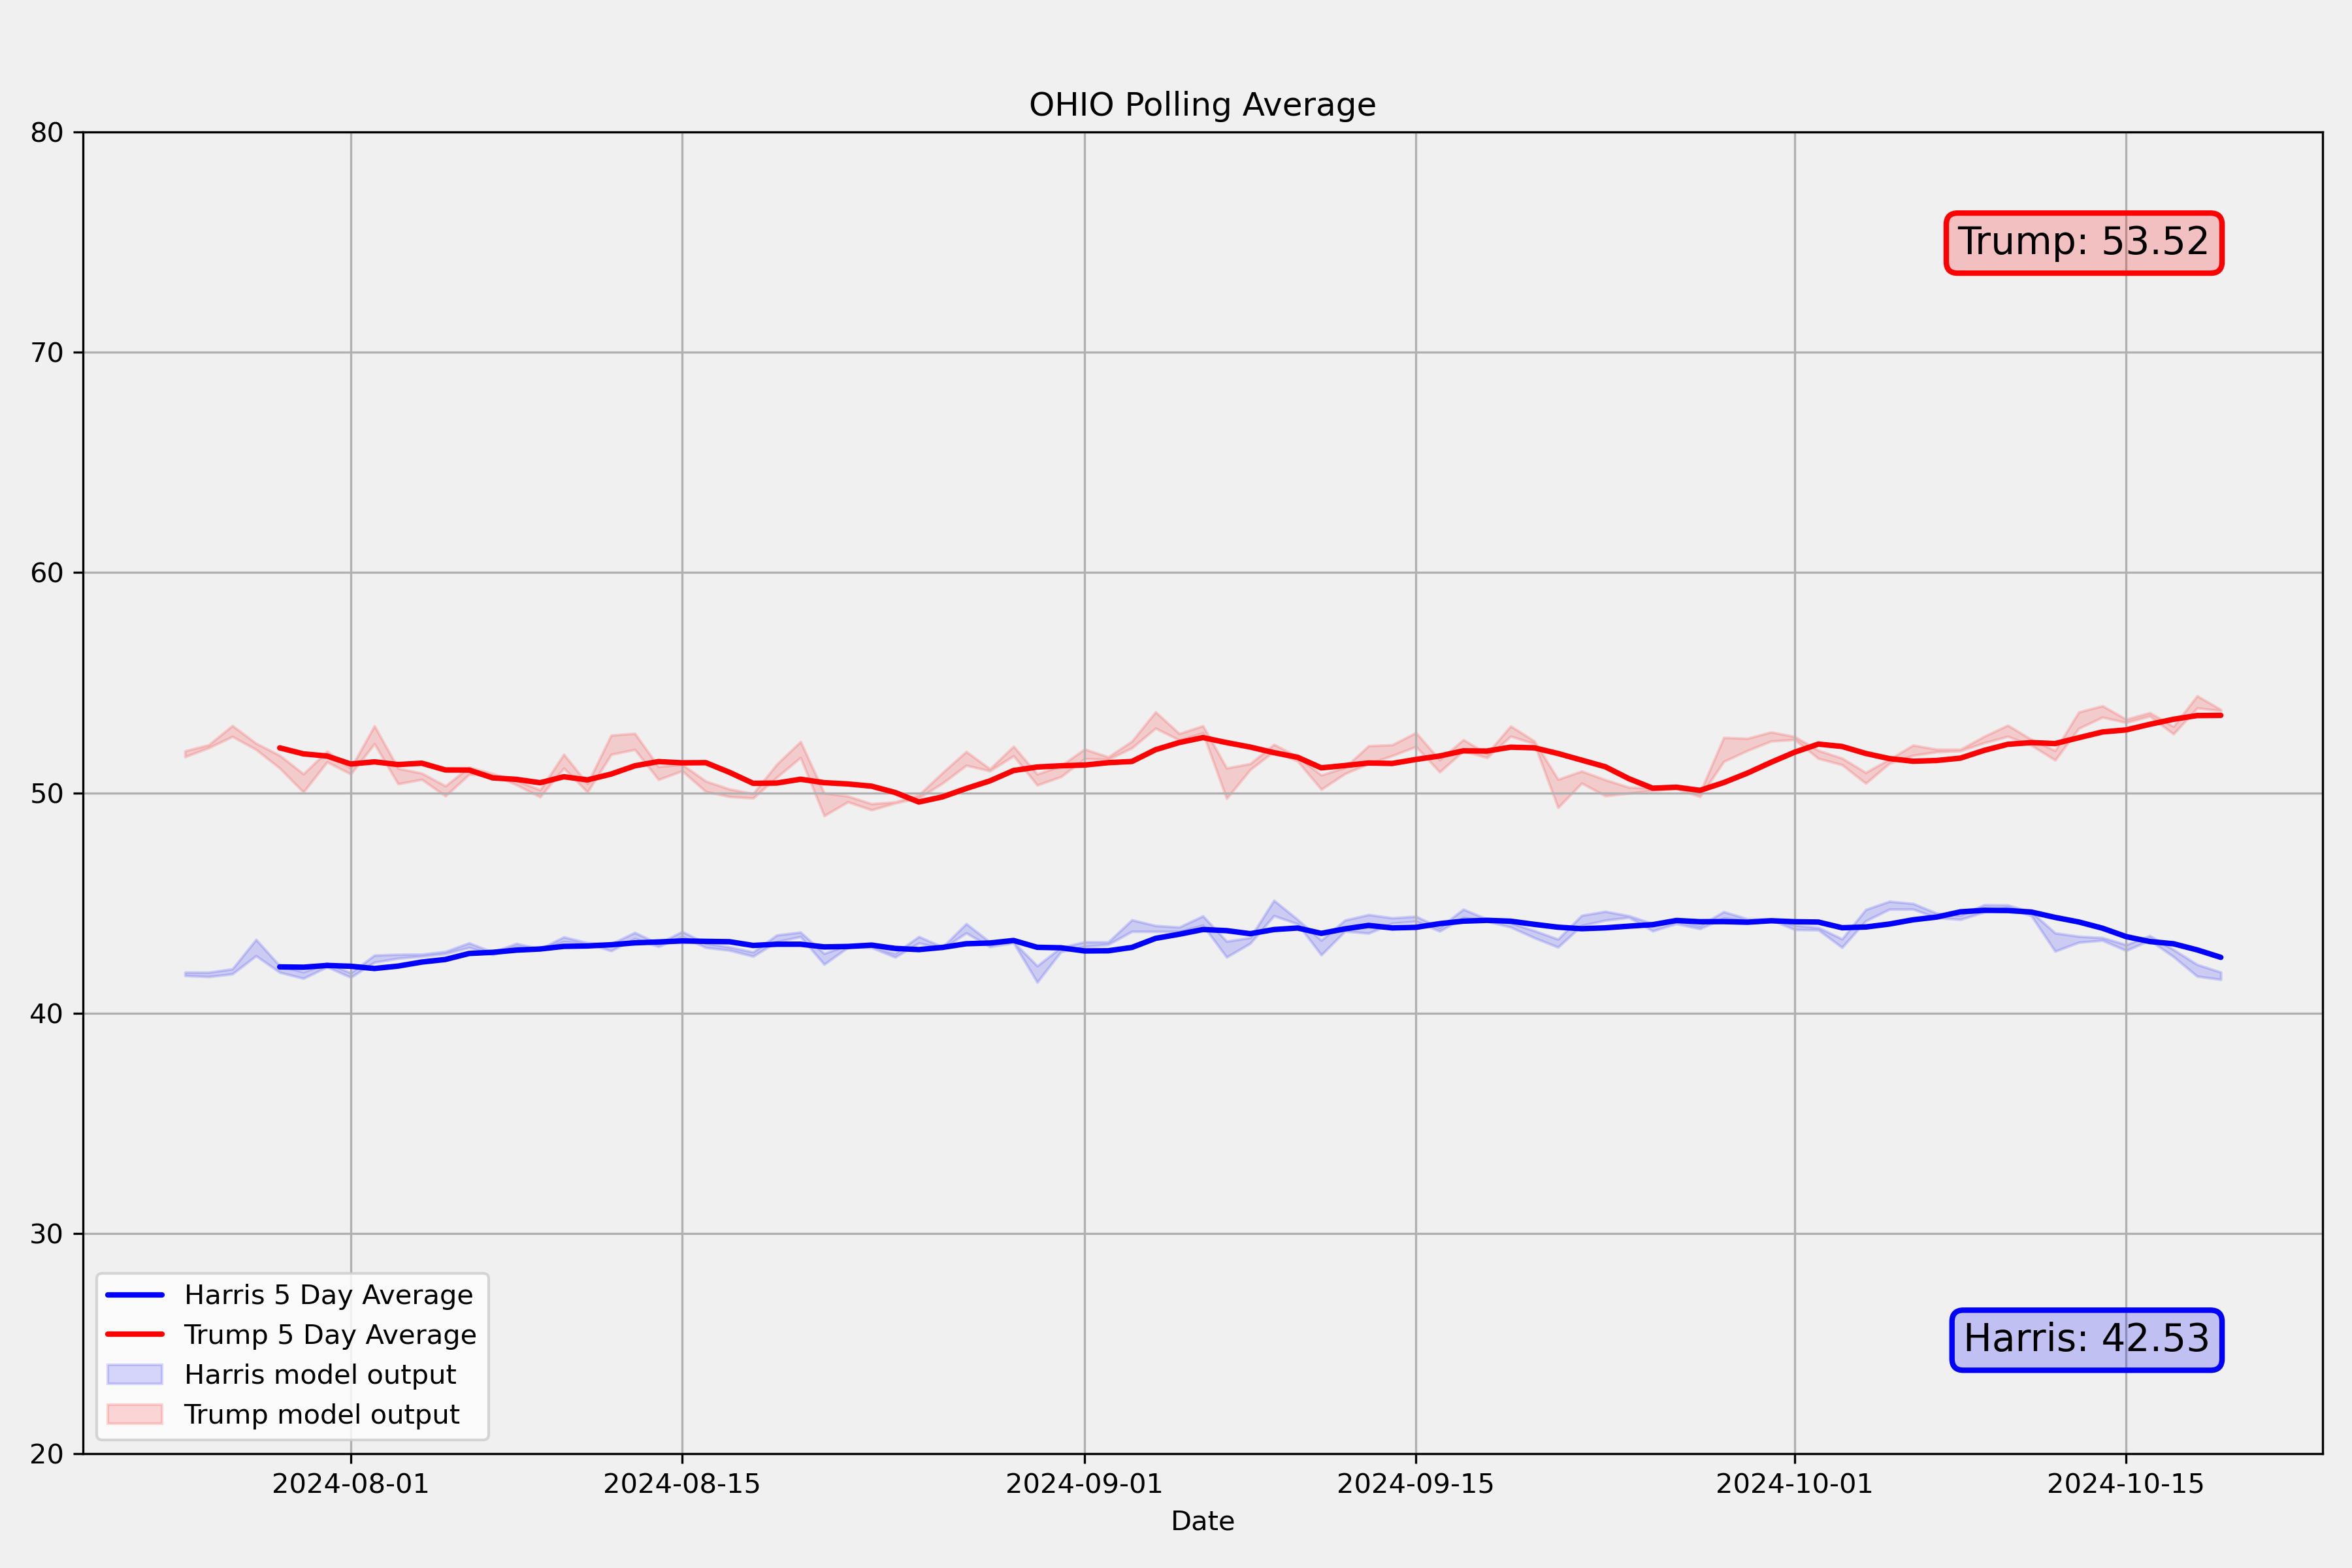 OHIO Polling Average
80
70
60
50
40
30
20
Trump: 53.52
Harris: 42.53
Harris 5 Day Average
Trump 5 Day Average
Harris model output
Trump model output
2024-08-01
2024-08-15
2024-09-01
2024-09-15
2024-10-01
2024-10-15
Date